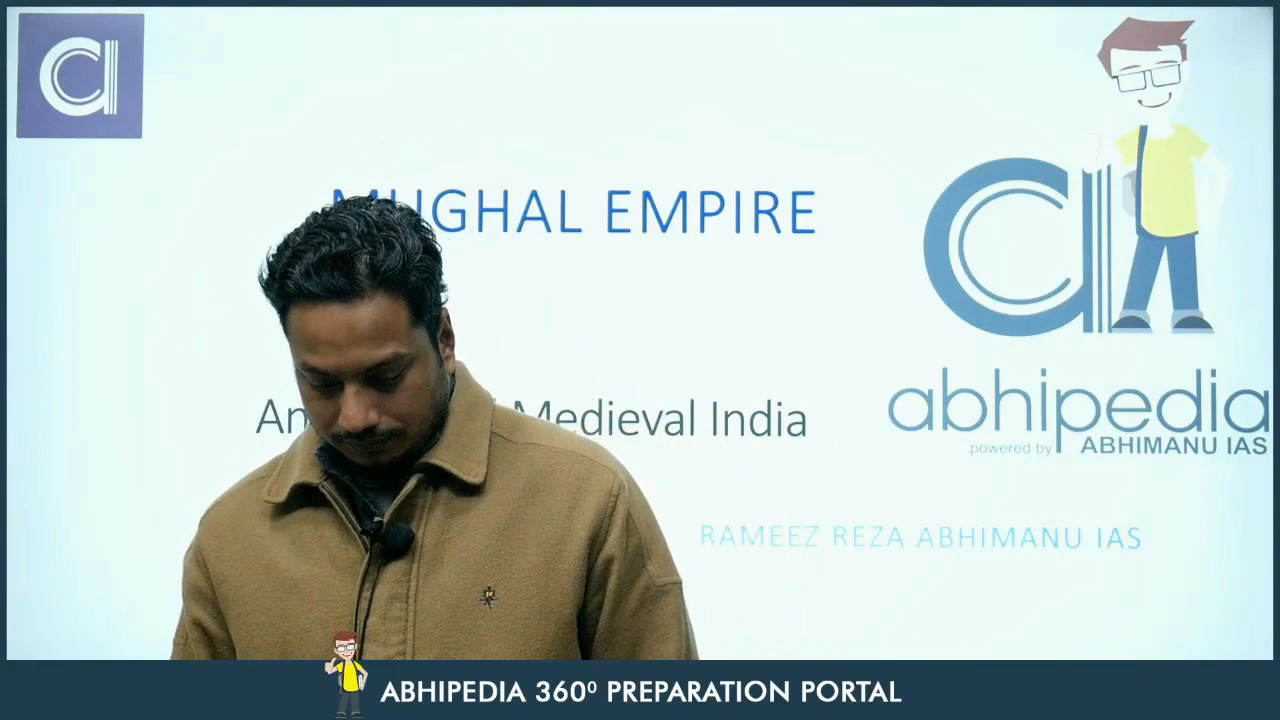 MUGHAL EMPIRE
Medieval India
abhipedia
powered by ABHIMANU IAS
RAMEEZ REZA ABHIMANU IAS
ABHIPEDIA 360⁰ PREPARATION PORTAL